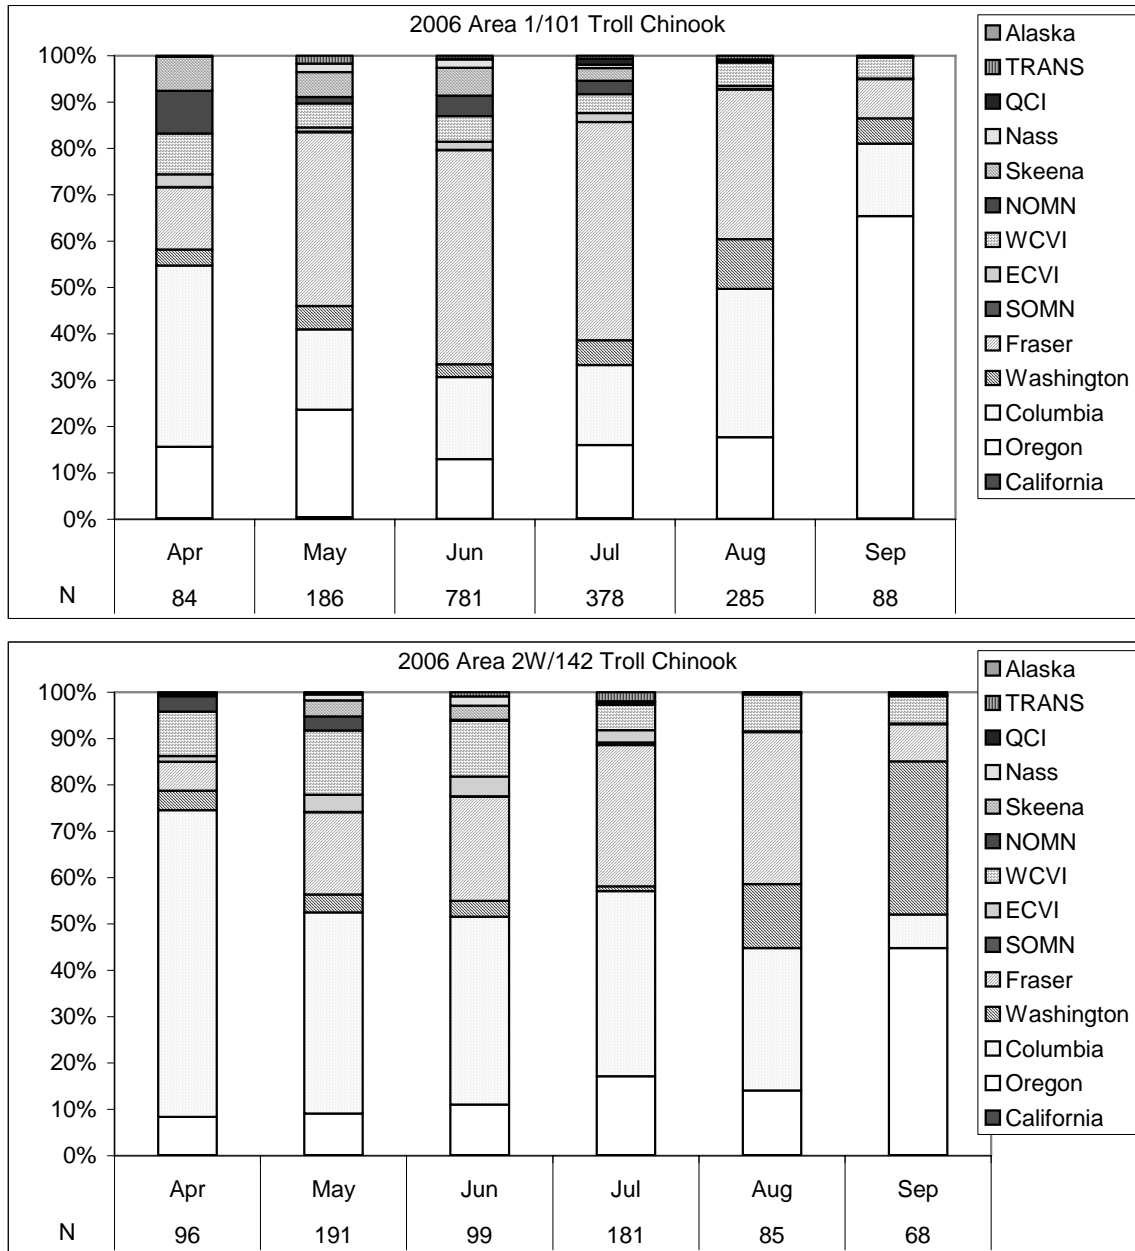 2006 Area 1/101 Troll Chinook
100%
90%
80%
70%
60%
50%
40%
30%
20%
10%
0%
Apr May Jun Jul Aug Sep
N 84 186 781 378 285 88
Alaska
TRANS
QCI
Nass
Skeena
NOMN
WCVI
ECVI
SOMN
Fraser
Washington
Columbia
Oregon
California
2006 Area 2W/142 Troll Chinook
100%
90%
80%
70%
60%
50%
40%
30%
20%
10%
0%
Apr May Jun Jul Aug Sep
N 96 191 99 181 85 68
Alaska
TRANS
QCI
Nass
Skeena
NOMN
WCVI
ECVI
SOMN
Fraser
Washington
Columbia
Oregon
California